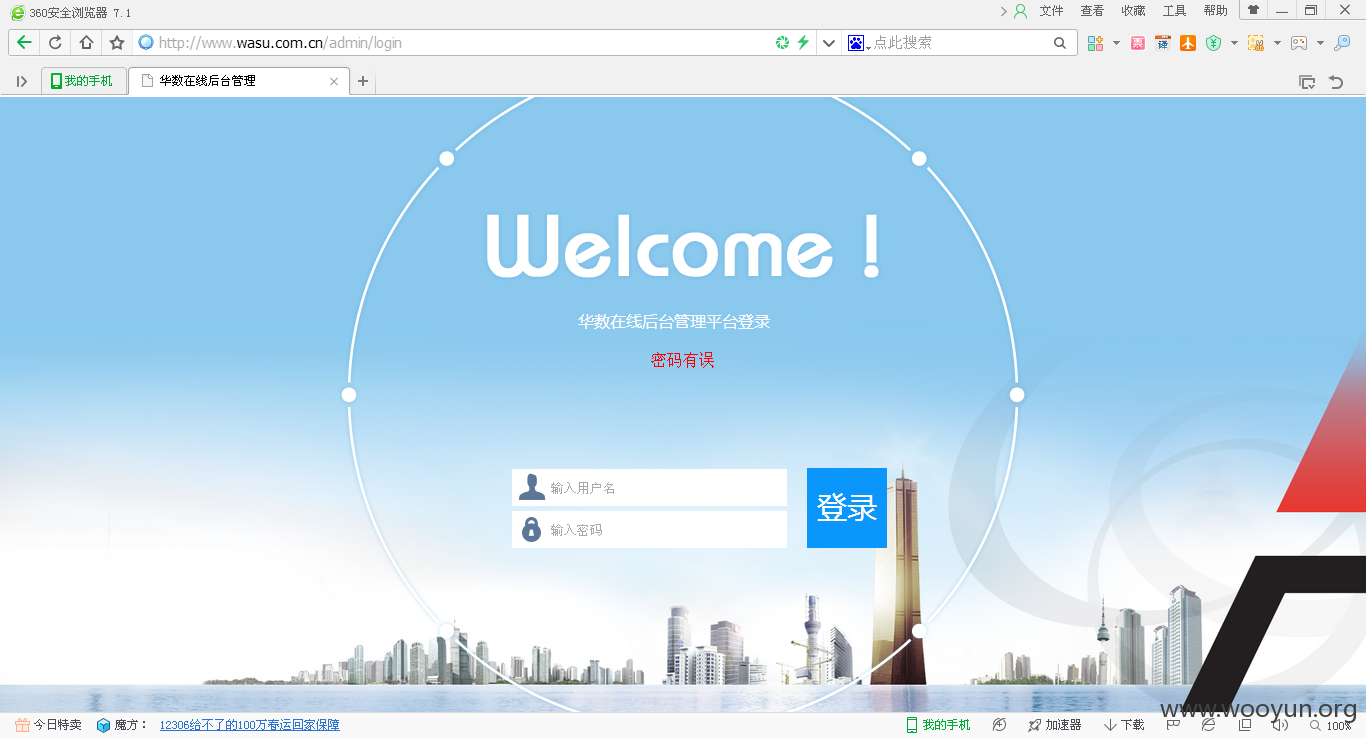 360安全浏览器 7.1
文件 查看 收藏 工具 帮助
http://www.wasu.com.cn/admin/login
点此搜索
我的手机
华数在线后台管理
Welcome !
华数在线后台管理平台登录
密码有误
输入用户名
输入密码
登录
今日特卖
魔方：
12306给不了的100万春运回家保障
我的手机
加速器
下载
100%
www.wooyun.org